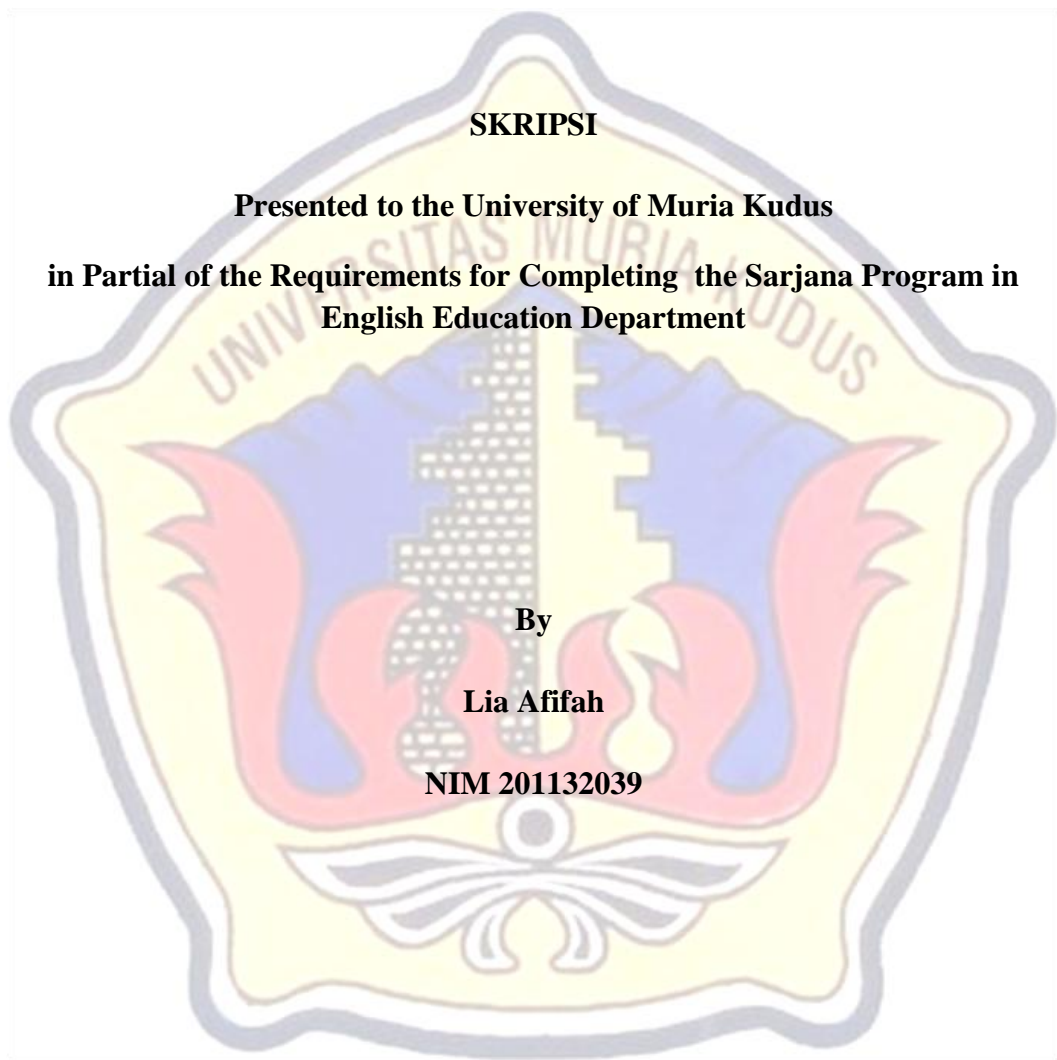 SKRIPSI
Presented to the University of Muria Kudus
in Partial of the Requirements for Completing the Sarjana Program in
English Education Department
UNIVERSITAS MURIA KUDUS
By
Lia Afifah
NIM 201132039